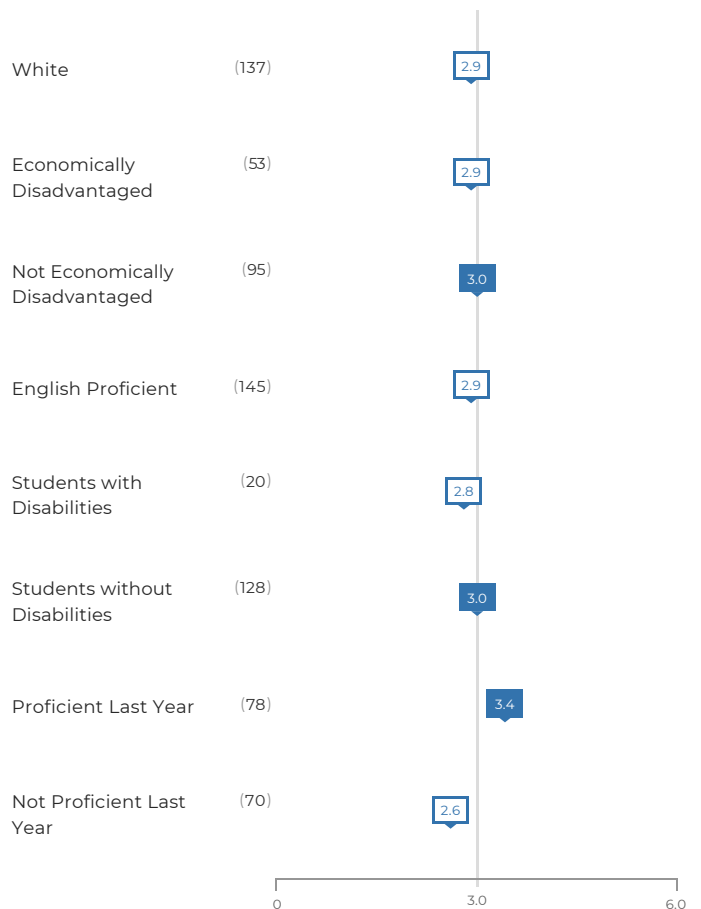 White (137) 2.9
Economically (53) 2.9
Disadvantaged
Not Economically (95) 3.0
Disadvantaged
English Proficient (145) 2.9
Students with (20) 2.8
Disabilities
Students without (128) 3.0
Disabilities
Proficient Last Year (78) 3.4
Not Proficient Last (70) 2.6
Year
0 3.0 6.0